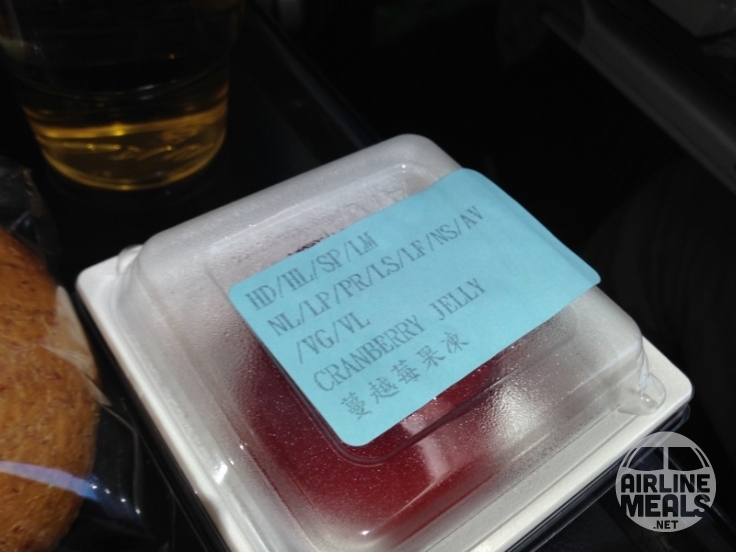 HD/HL/SP/LM
NL/LP/PR/LS/LF/NS/AV
/VG/VL
CRANBERRY JELLY
蔓越莓果凍
AIRLINE
MEALS
.NET